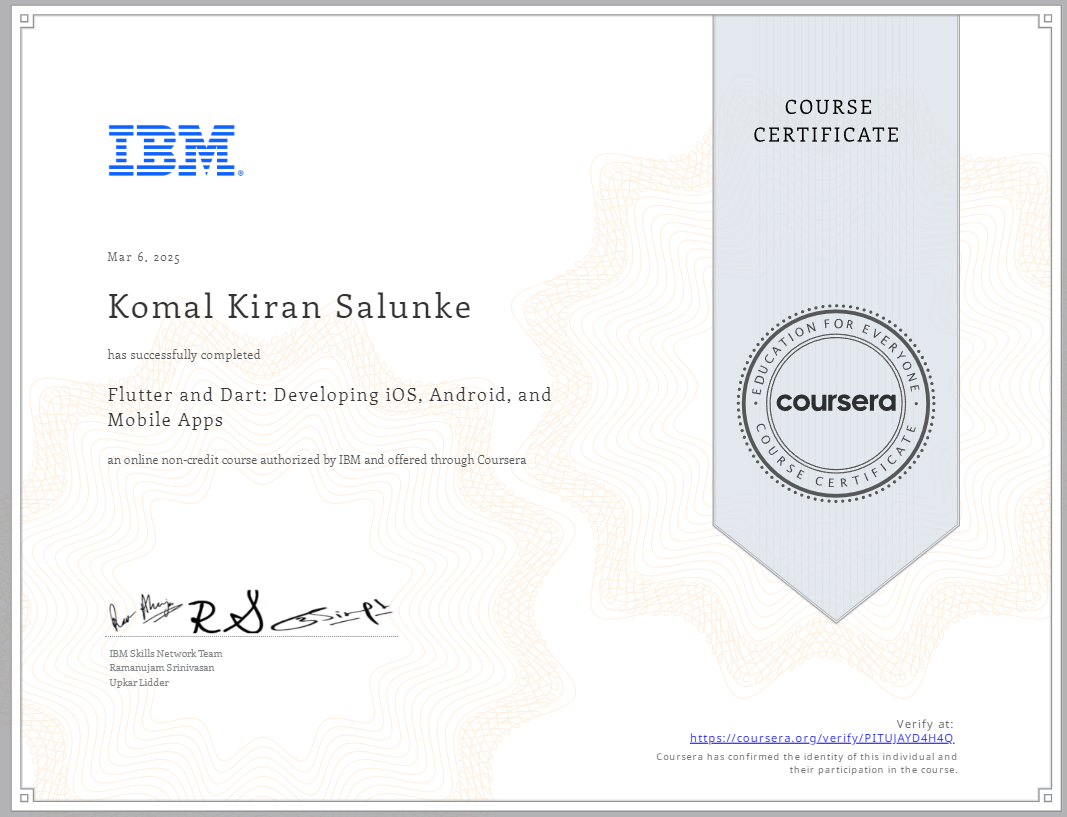 COURSE
CERTIFICATE
IBM®
Mar 6, 2025
Komal Kiran Salunke
has successfully completed
Flutter and Dart: Developing iOS, Android, and
Mobile Apps
an online non-credit course authorized by IBM and offered through Coursera
EDUCATION FOR EVERYONE
coursera
COURSE CERTIFICATE
RS
IBM Skills Network Team
Ramanujam Srinivasan
Upkar Lidder
Verify at:
https://coursera.org/verify/PITUJAYD4H4Q
Coursera has confirmed the identity of this individual and
their participation in the course.